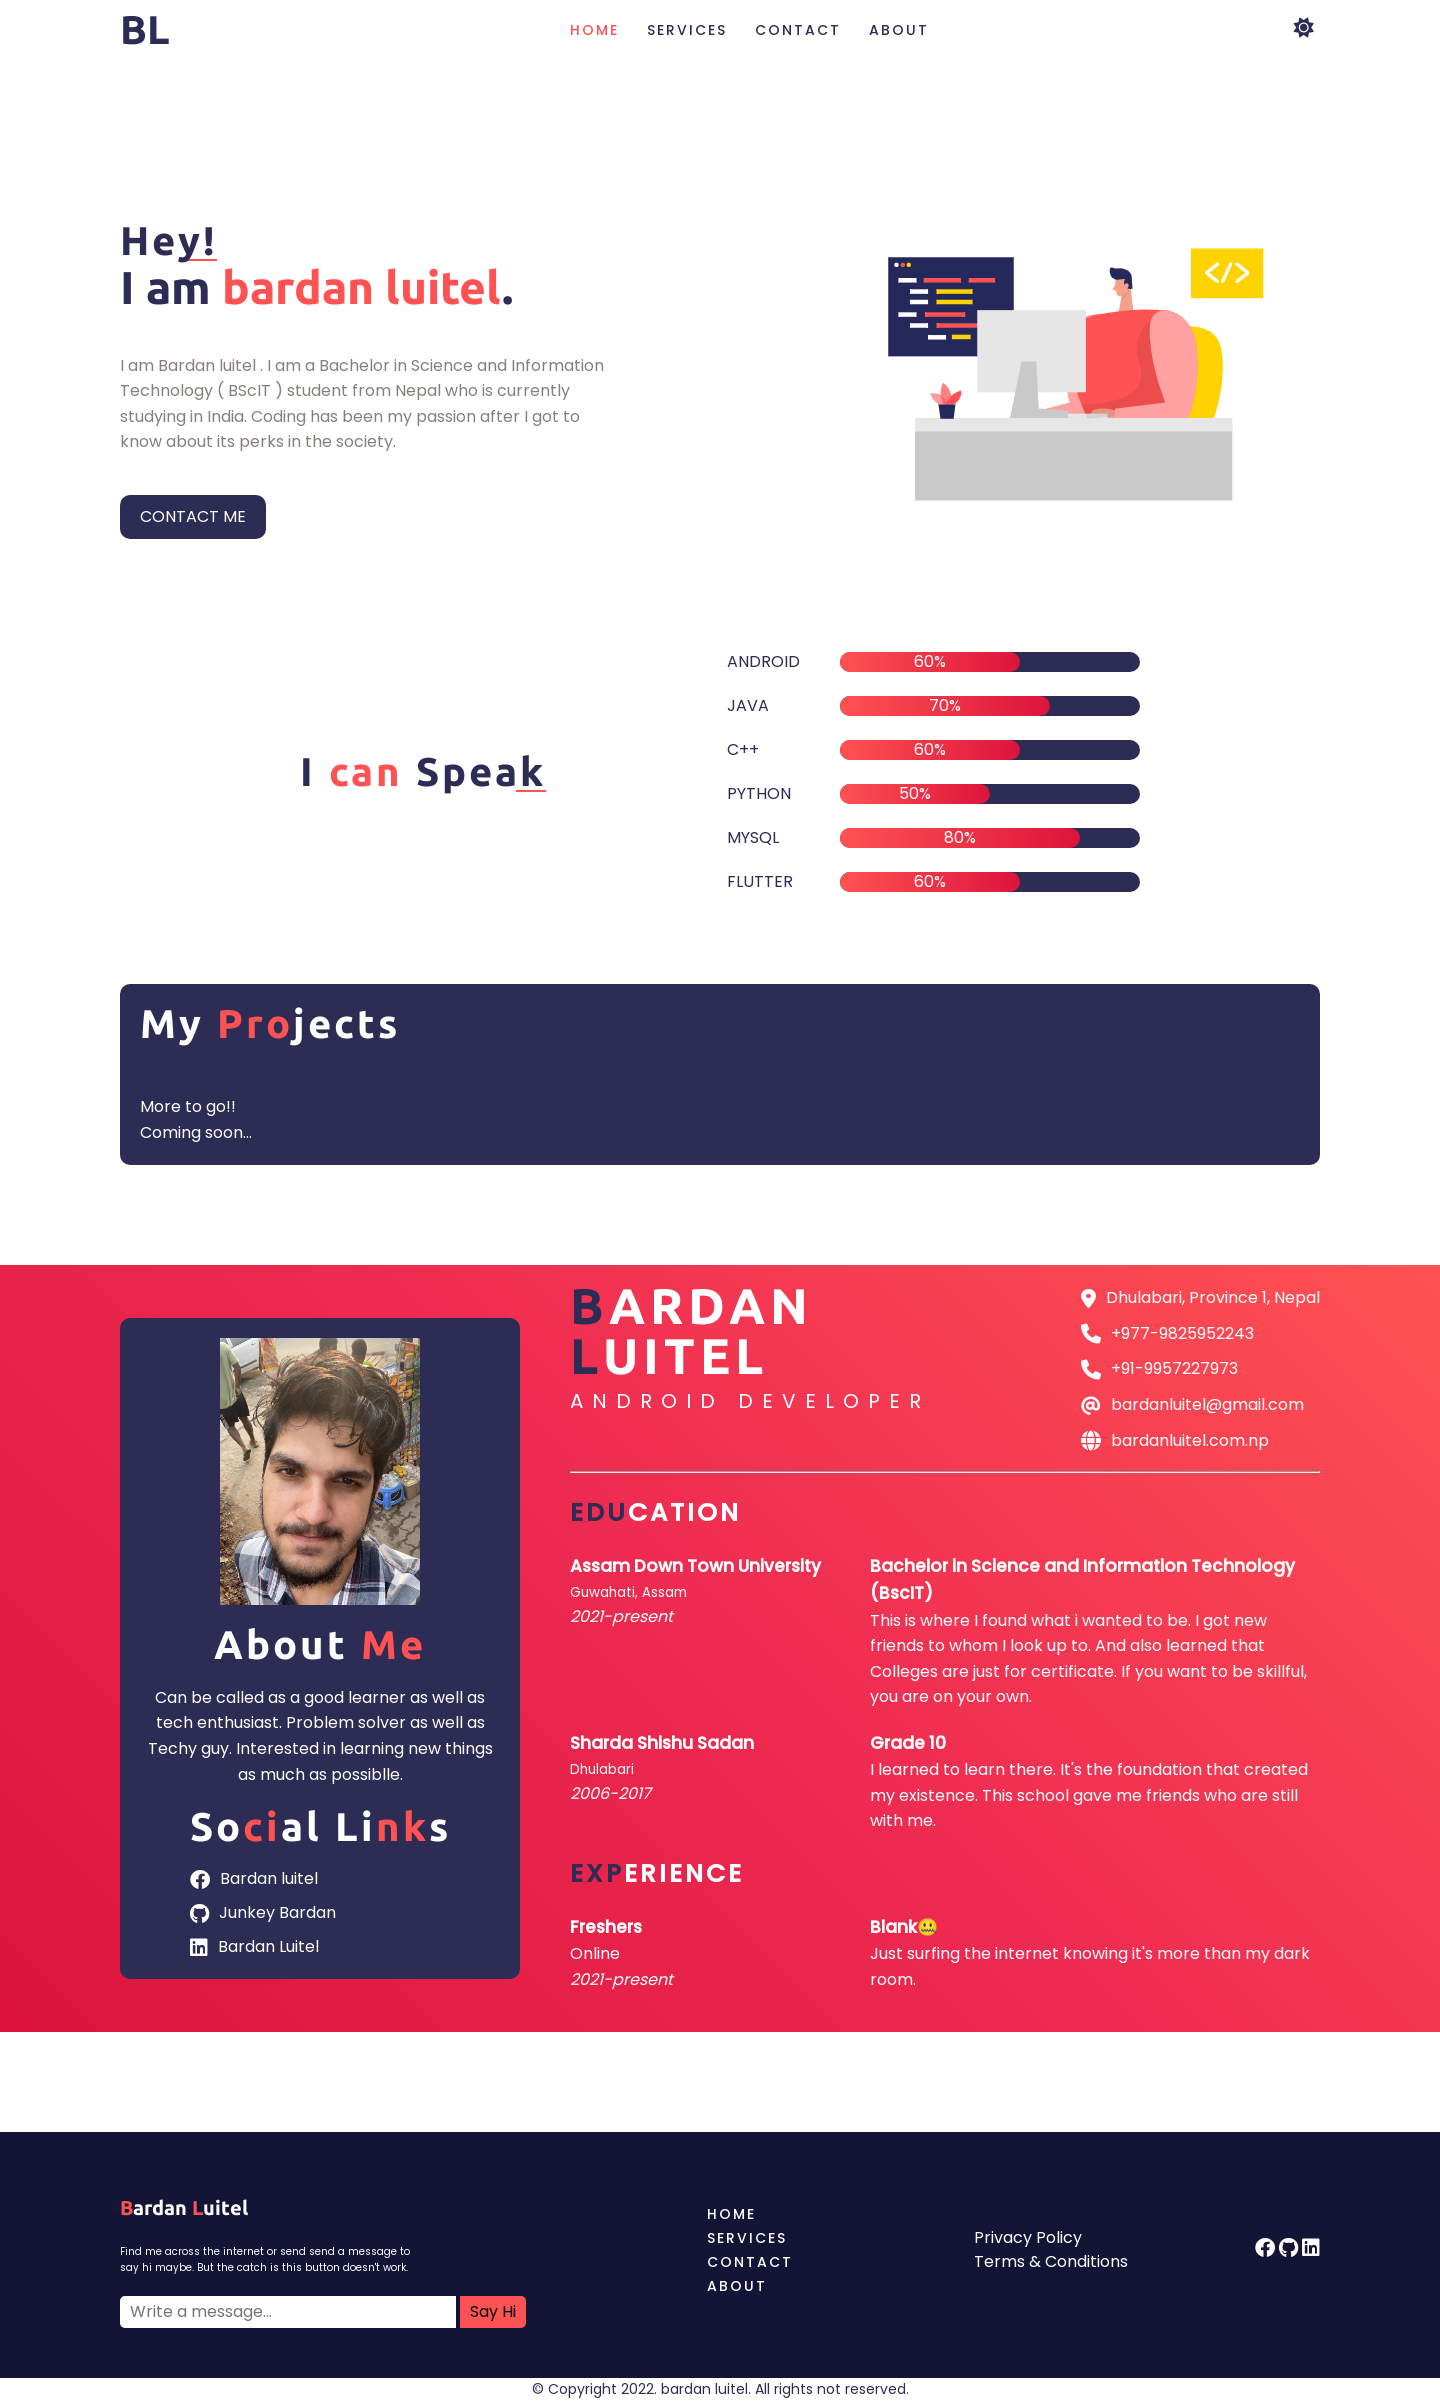 BL
HOME SERVICES CONTACT ABOUT
Hey!
I am bardan luitel.
I am Bardan luitel . I am a Bachelor in Science and Information
Technology ( BScIT ) student from Nepal who is currently
studying in India. Coding has been my passion after I got to
know about its perks in the society.
CONTACT ME
</>
I can Speak
ANDROID 60%
JAVA 70%
C++ 60%
PYTHON 50%
MYSQL 80%
FLUTTER 60%
My Projects
More to go!!
Coming soon...
About Me
Can be called as a good learner as well as
tech enthusiast. Problem solver as well as
Techy guy. Interested in learning new things
as much as possiblle.
Social Links
Bardan luitel
Junkey Bardan
Bardan Luitel
BARDAN
LUITEL
ANDROID DEVELOPER
Dhulabari, Province 1, Nepal
+977-9825952243
+91-9957227973
bardanluitel@gmail.com
bardanluitel.com.np
EDUCATION
Assam Down Town University
Guwahati, Assam
2021-present
Bachelor in Science and Information Technology
(BscIT)
This is where I found what i wanted to be. I got new
friends to whom I look up to. And also learned that
Colleges are just for certificate. If you want to be skillful,
you are on your own.
Sharda Shishu Sadan
Dhulabari
2006-2017
Grade 10
I learned to learn there. It's the foundation that created
my existence. This school gave me friends who are still
with me.
EXPERIENCE
Freshers
Online
2021-present
Blank🤐
Just surfing the internet knowing it's more than my dark
room.
Bardan Luitel
Find me across the internet or send send a message to
say hi maybe. But the catch is this button doesn't work.
Write a message... Say Hi
HOME
SERVICES
CONTACT
ABOUT
Privacy Policy
Terms & Conditions
© Copyright 2022. bardan luitel. All rights not reserved.